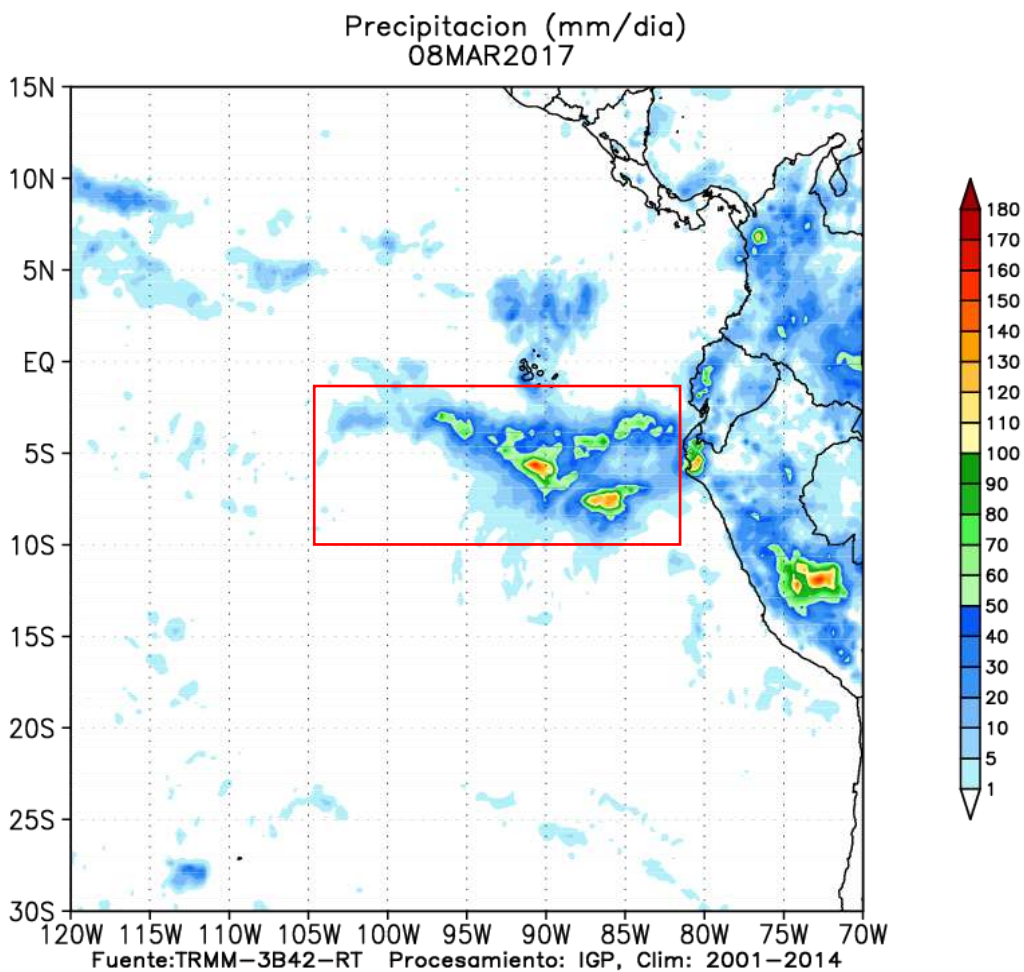 Precipitacion (mm/dia)
08MAR2017
15N
10N
5N
EQ
5S
10S
15S
20S
25S
30S
120W 115W 110W 105W 100W 95W 90W 85W 80W 75W 70W
180
170
160
150
140
130
120
110
100
90
80
70
60
50
40
30
20
10
5
1
Fuente:TRMM-3B42-RT Procesamiento: IGP, Clim: 2001-2014